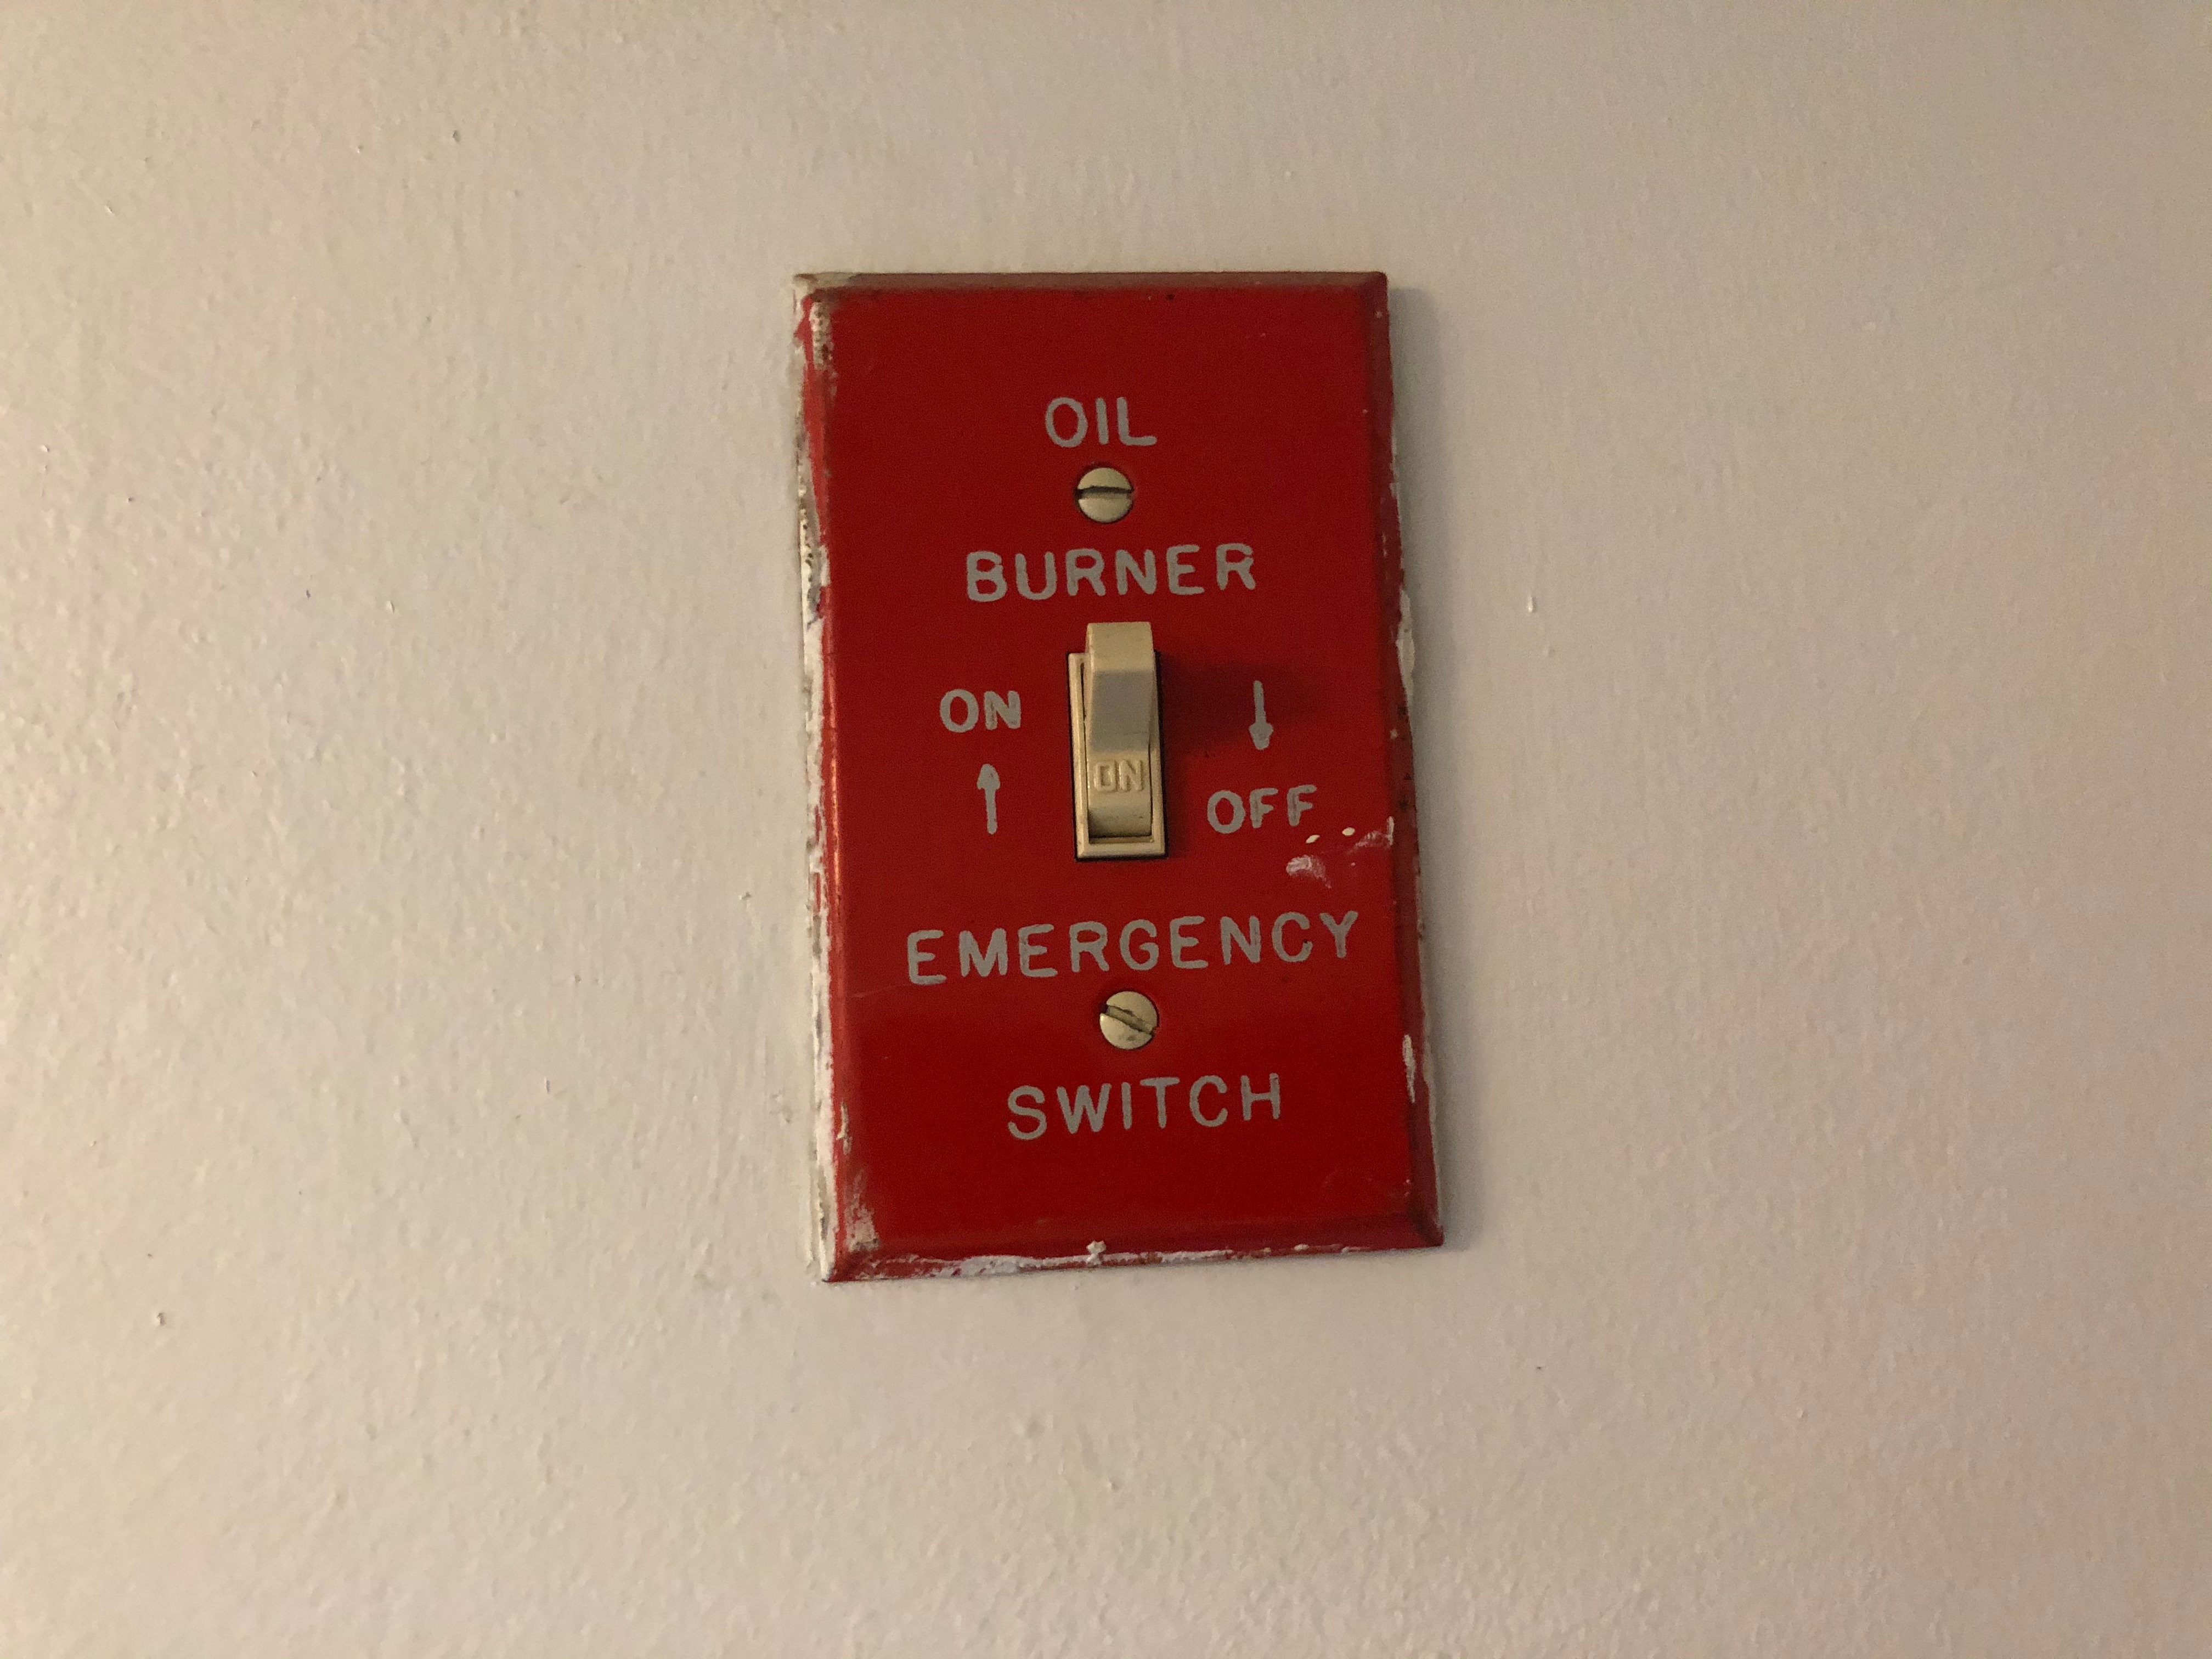 OIL
BURNER
ON ↓
ON
↑ OFF
EMERGENCY
SWITCH